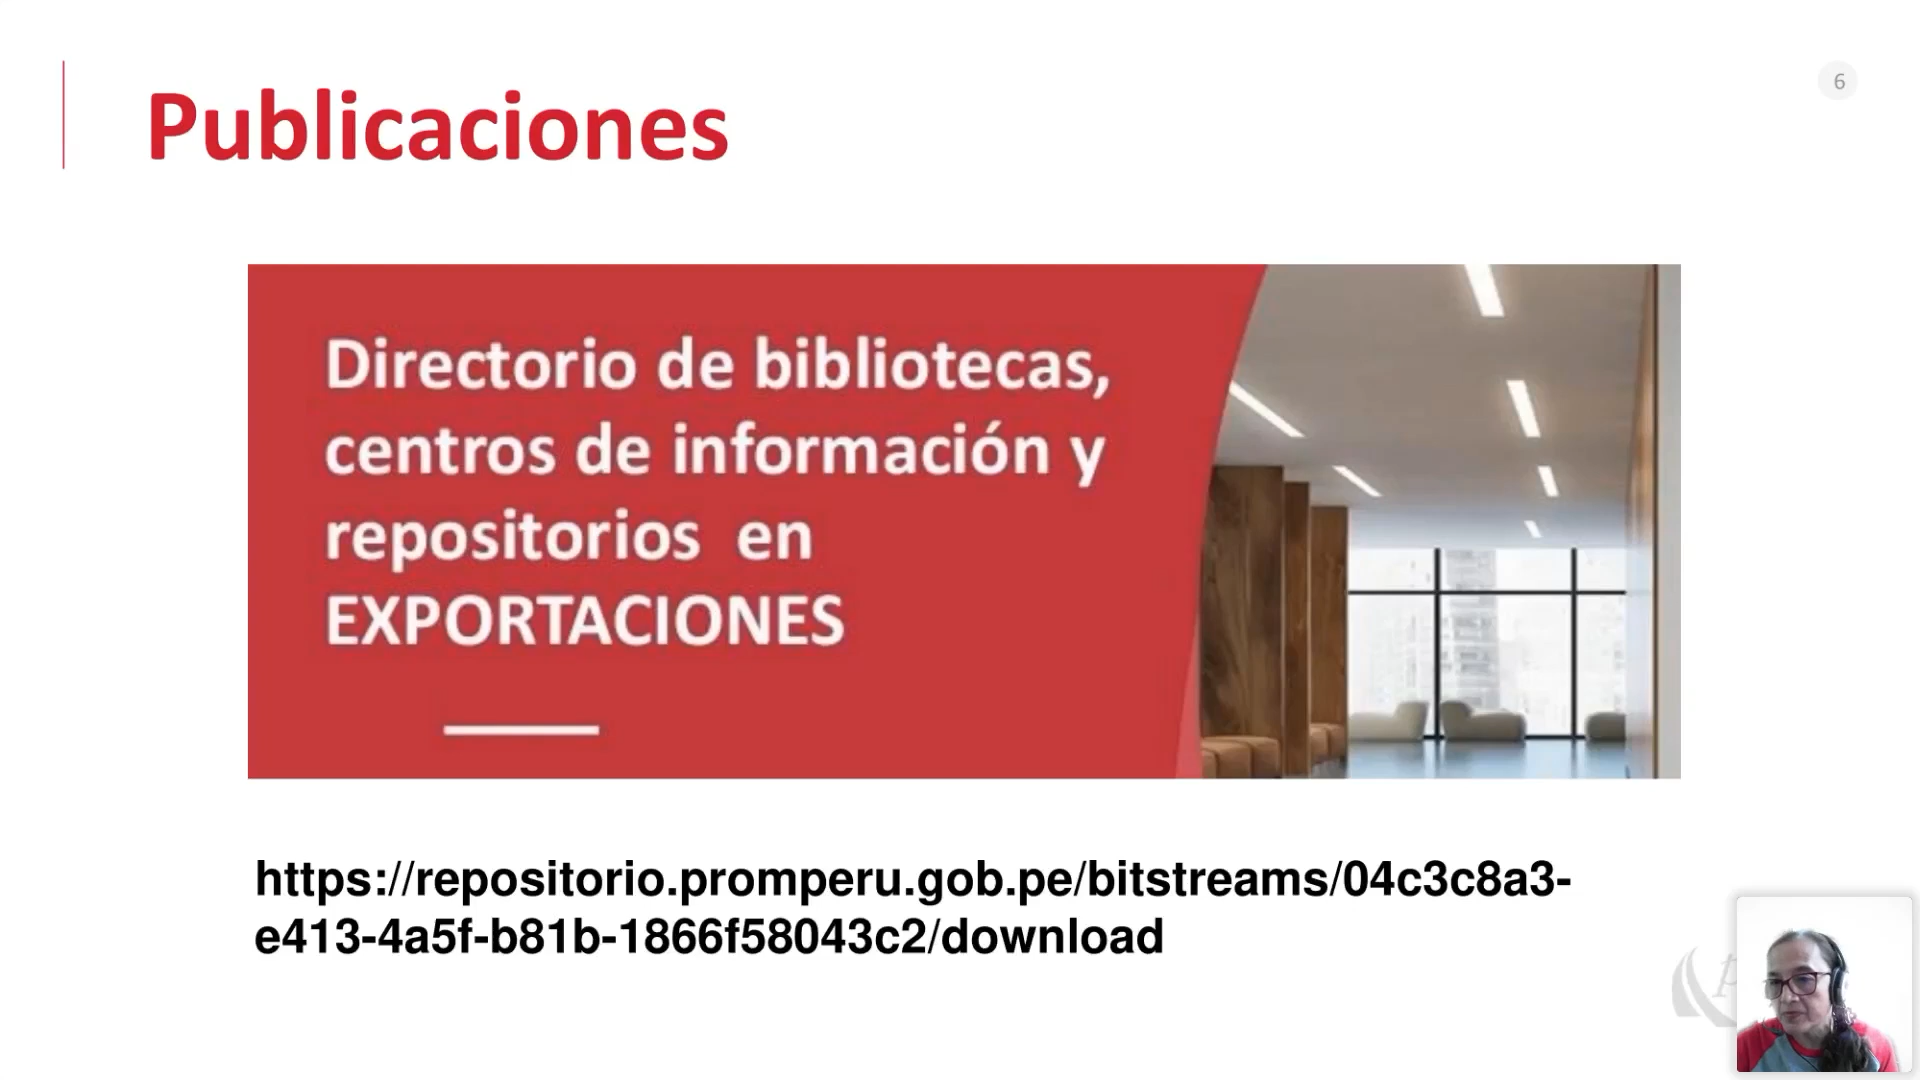 6
Publicaciones
Directorio de bibliotecas,
centros de información y
repositorios en
EXPORTACIONES
https://repositorio.promperu.gob.pe/bitstreams/04c3c8a3-
e413-4a5f-b81b-1866f58043c2/download